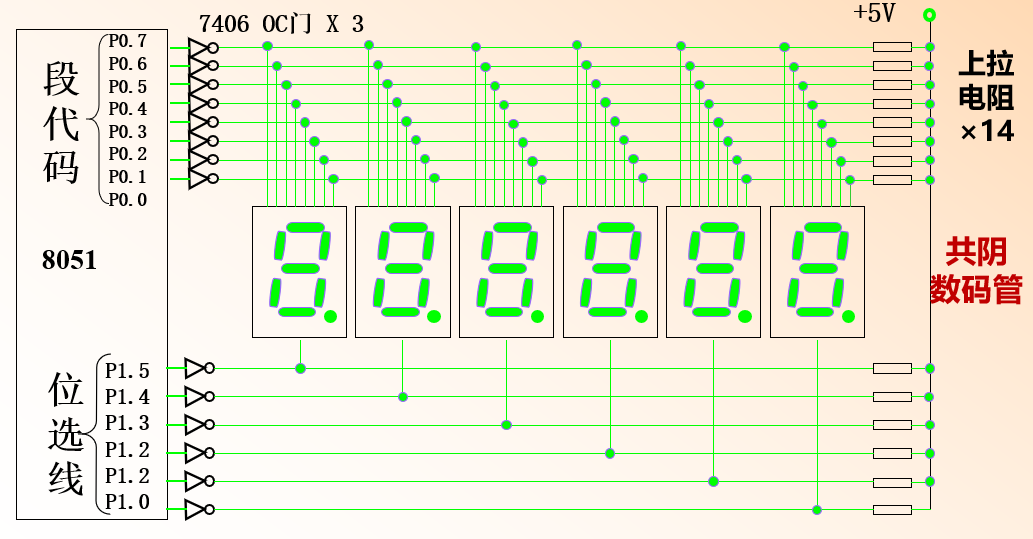 7406 OC门 X 3
+5V
P0.7
P0.6
P0.5
P0.4
P0.3
P0.2
P0.1
P0.0
段
代
码
上拉
电阻
×14
8051
共阴
数码管
P1.5
P1.4
P1.3
P1.2
P1.2
P1.0
位
选
线